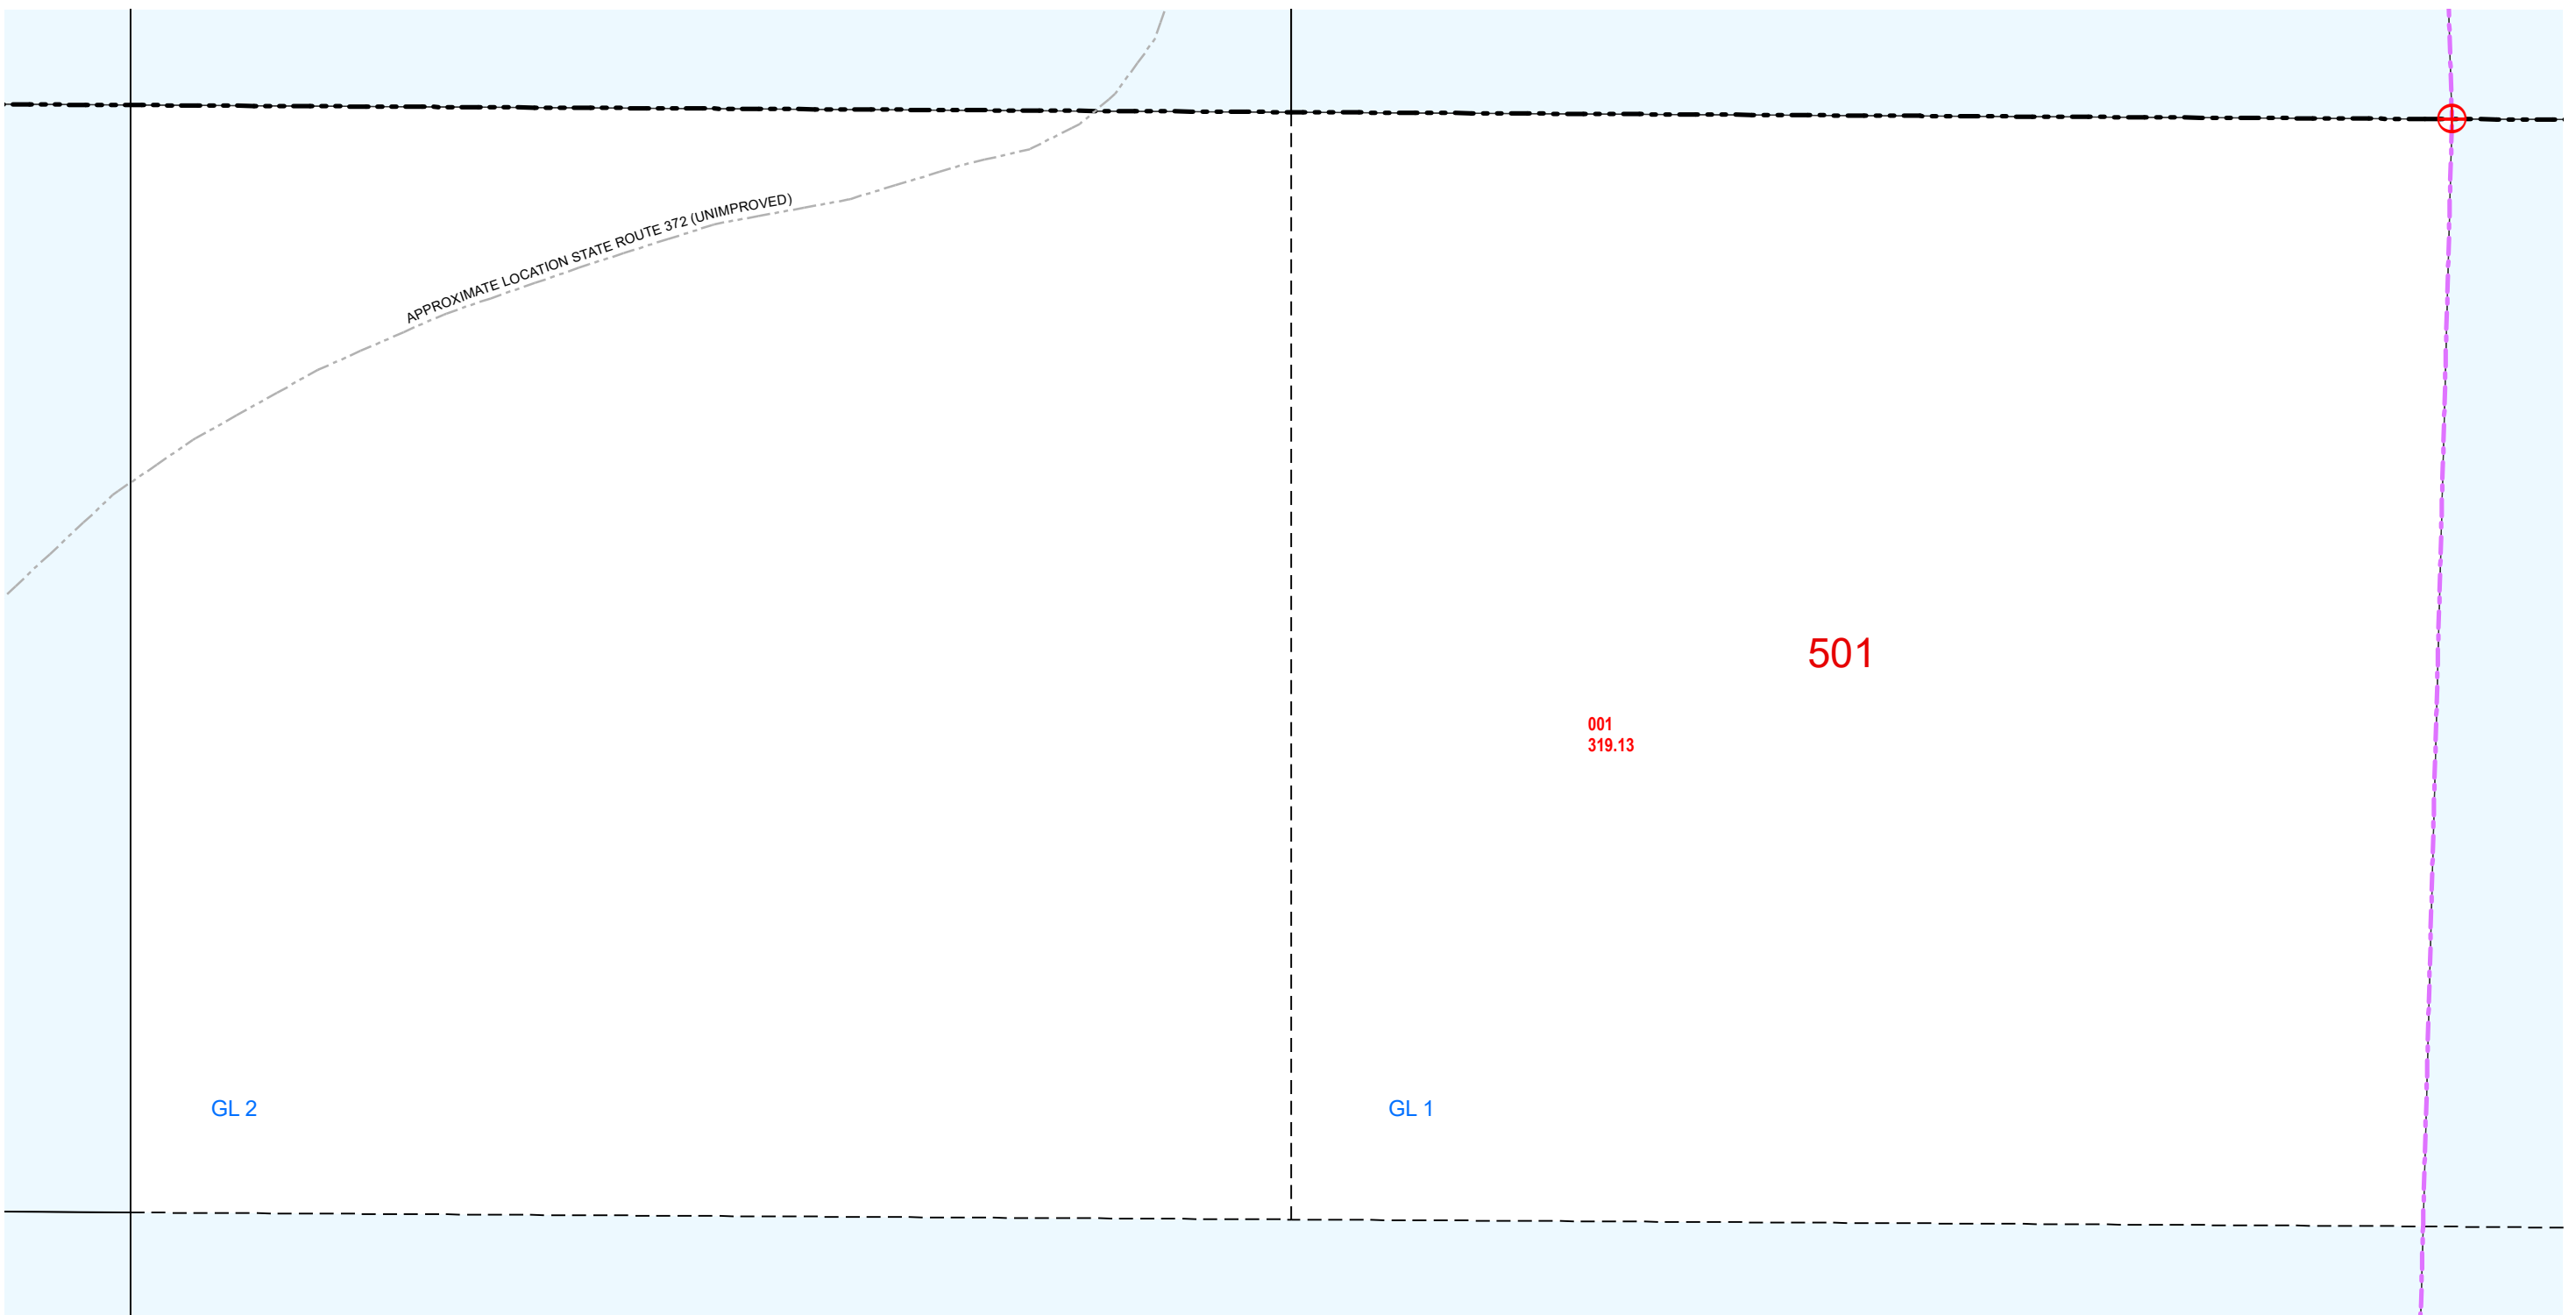 APPROXIMATE LOCATION STATE ROUTE 372 (UNIMPROVED)
501
001
319.13
GL 2
GL 1